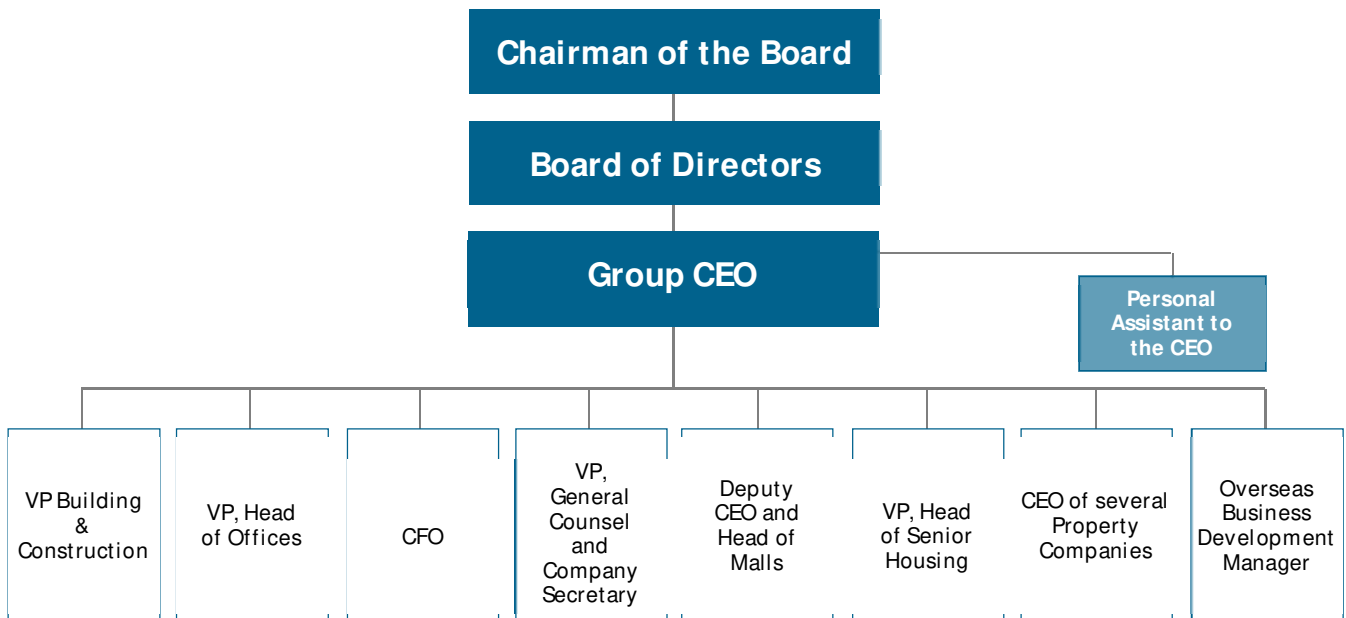 Chairman of the Board
Board of Directors
Group CEO
Personal
Assistant to
the CEO
VP Building
&
Construction
VP, Head
of Offices
CFO
VP,
General
Counsel
and
Company
Secretary
Deputy
CEO and
Head of
Malls
VP, Head
of Senior
Housing
CEO of several
Property
Companies
Overseas
Business
Development
Manager